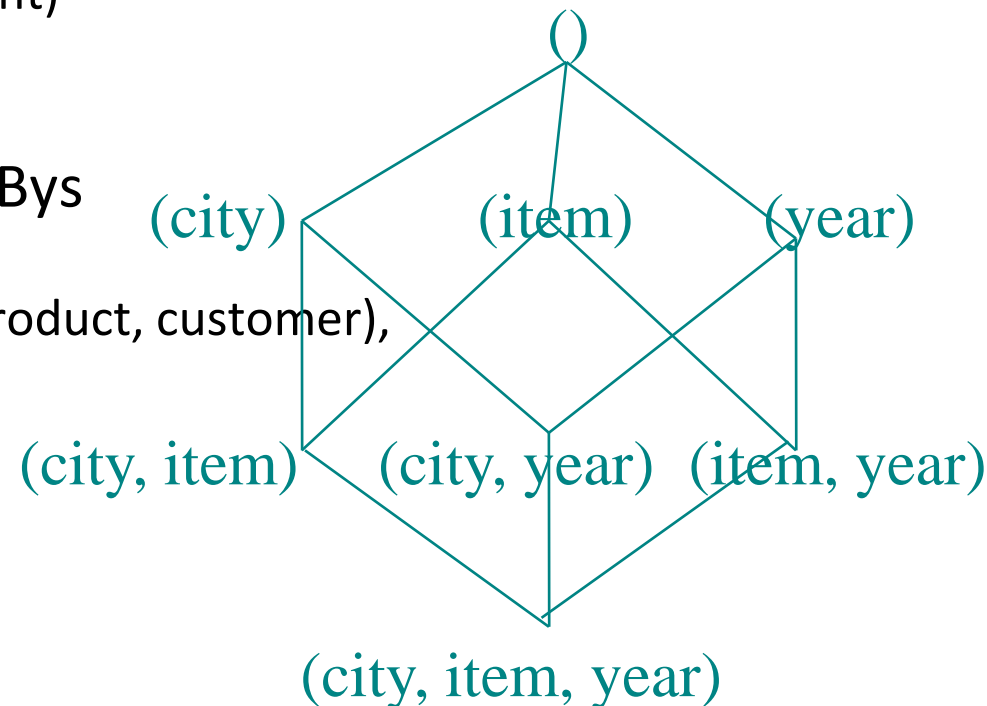 ()
Bys
(city) (item) (year)
roduct, customer),
(city, item) (city, year) (item, year)
(city, item, year)